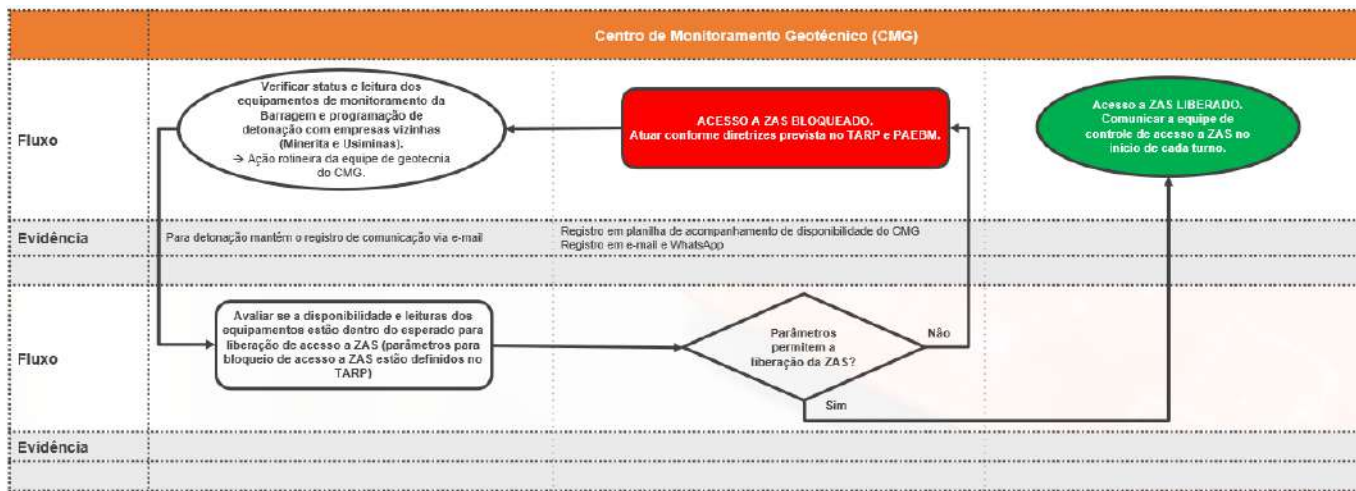 Centro de Monitoramento Geotécnico (CMG)
Fluxo
Verificar status e leitura dos
equipamentos de monitoramento da
Barragem e programação de
detonação com empresas vizinhas
(Minerita e Usiminas).
→ Ação rotineira da equipe de geotecnia
do CMG.
ACESSO A ZAS BLOQUEADO.
Atuar conforme diretrizes prevista no TARP e PAEBM.
Acesso a ZAS LIBERADO.
Comunicar a equipe de
controle de acesso a ZAS no
início de cada turno.
Evidência
Para detonação mantém o registro de comunicação via e-mail
Registro em planilha de acompanhamento de disponibilidade do CMG
Registro em e-mail e WhatsApp
Fluxo
Avaliar se a disponibilidade e leituras dos
equipamentos estão dentro do esperado para
liberação de acesso a ZAS (parâmetros para
bloqueio de acesso a ZAS estão definidos no
TARP)
Parâmetros
permitem a
liberação da ZAS?
Não
Sim
Evidência